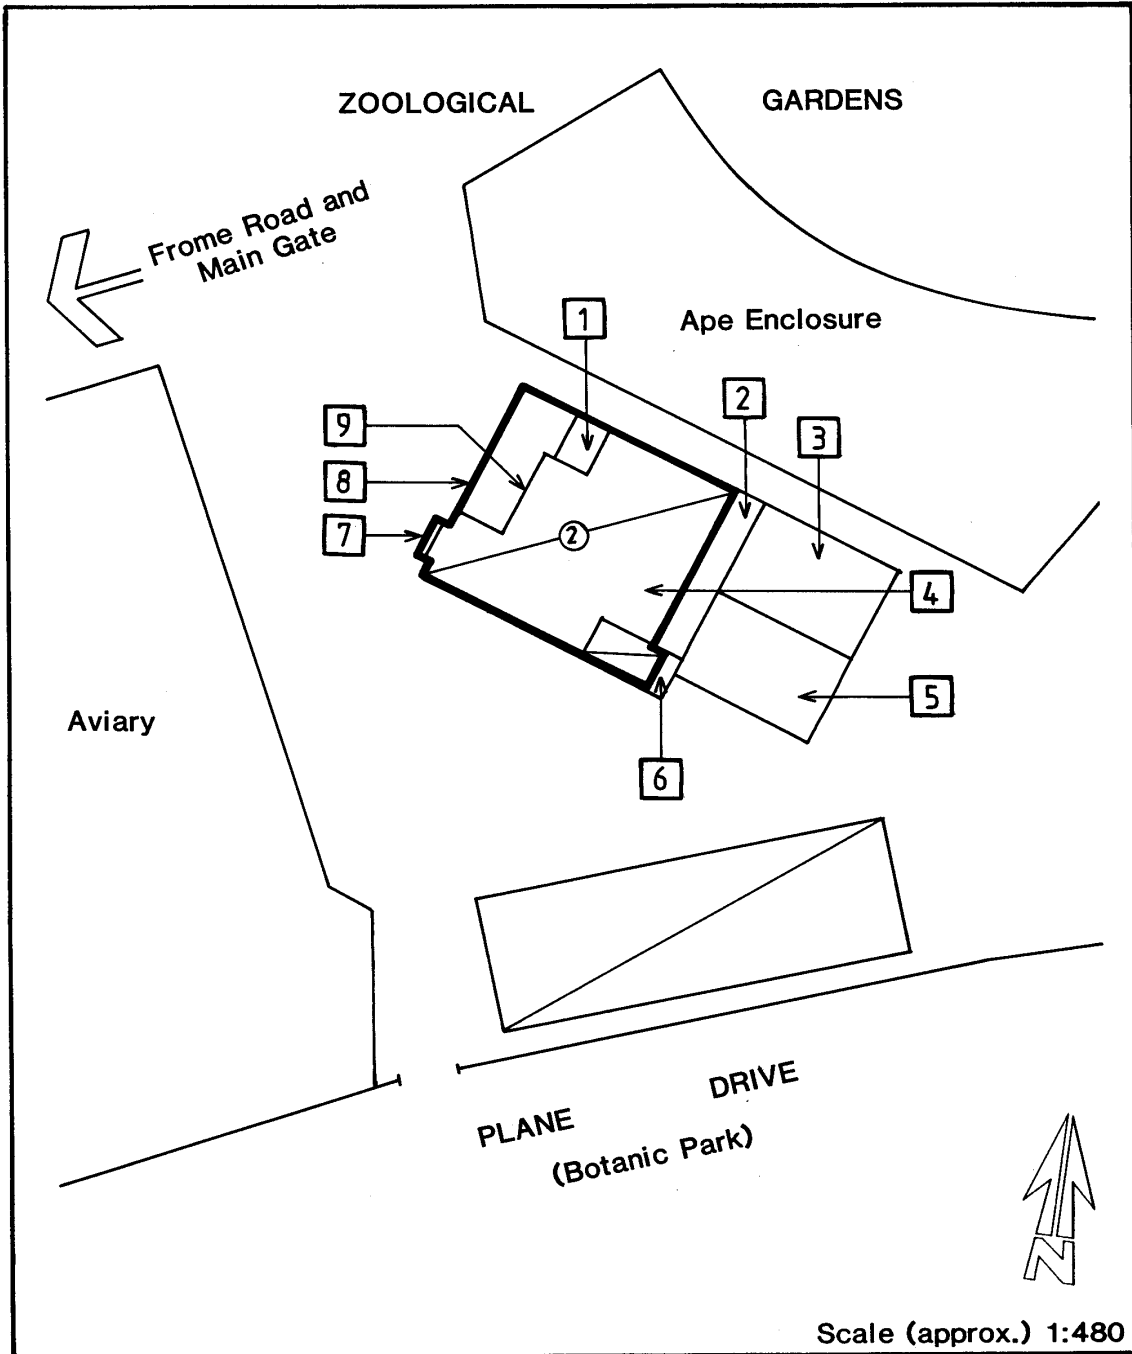 ZOOLOGICAL GARDENS
Frome Road and
Main Gate
1
Ape Enclosure
2
3
9
8
7
2
4
5
Aviary
6
PLANE DRIVE
(Botanic Park)
N
Scale (approx.) 1:480